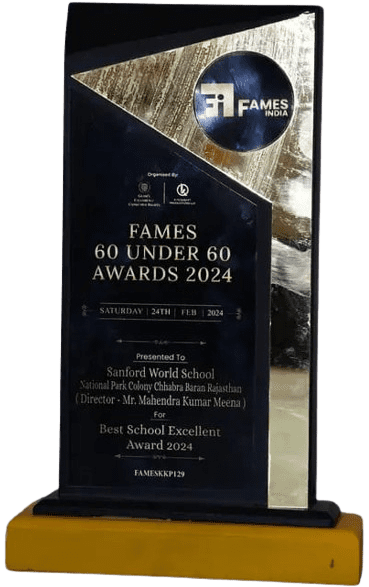 FAMES
INDIA
Organised By:
FAMES
60 UNDER 60
AWARDS 2024
SATURDAY | 24TH | FEB | 2024
Presented To
Sanford World School
National Park Colony Chhabra Baran Rajasthan
( Director - Mr. Mahendra Kumar Meena )
For
Best School Excellent
Award 2024
FAMESKKP129